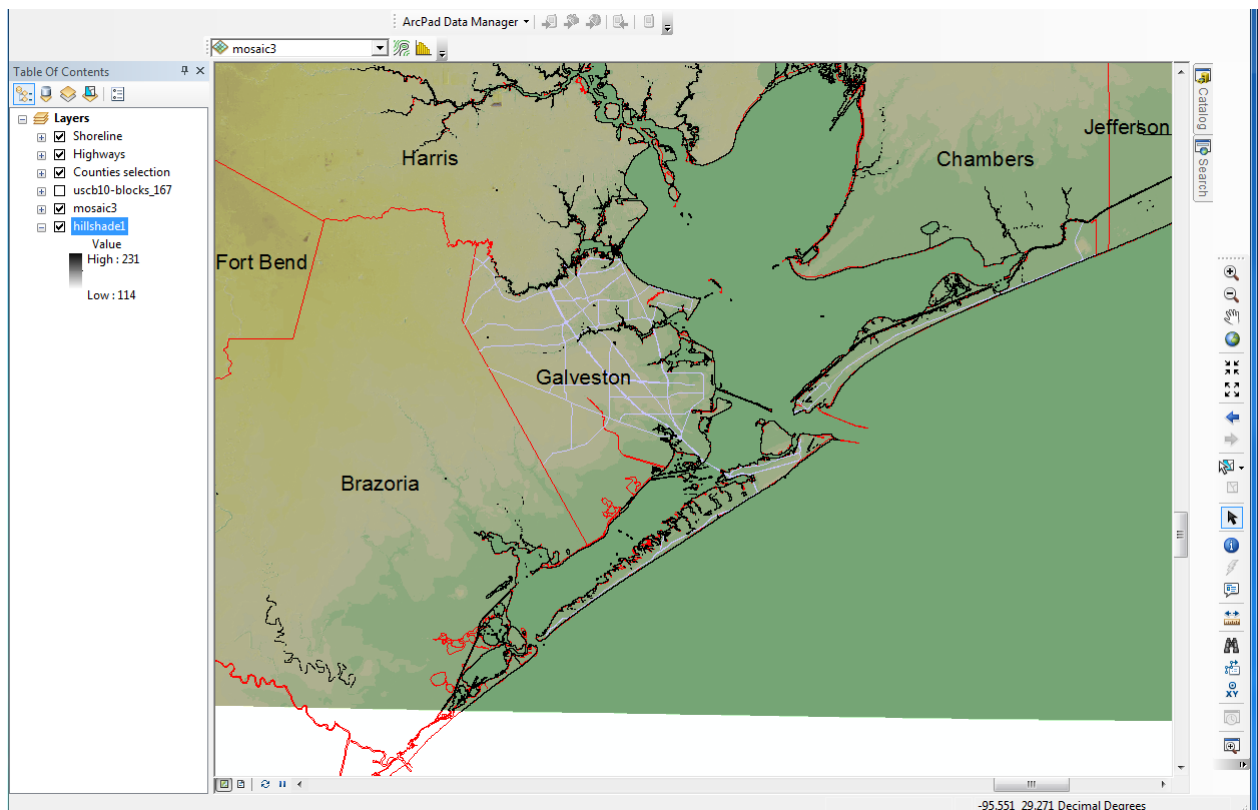 ArcPad Data Manager
mosaic3
Table Of Contents
Layers
Shoreline
Highways
Counties selection
uscb10-blocks_167
mosaic3
hillshade1
Value
High : 231
Low : 114
Harris
Jefferson
Chambers
Fort Bend
Galveston
Brazoria
Catalog
Search
XY
-95.551 29.271 Decimal Degrees